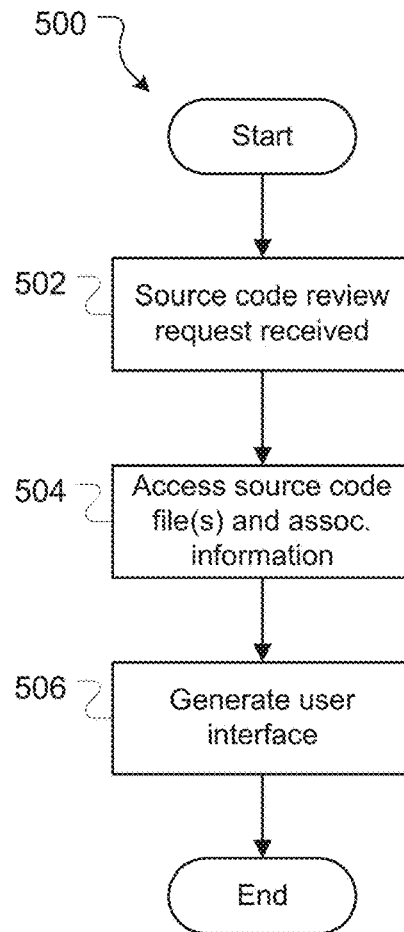 500
Start
502
Source code review
request received
504
Access source code
file(s) and assoc.
information
506
Generate user
interface
End